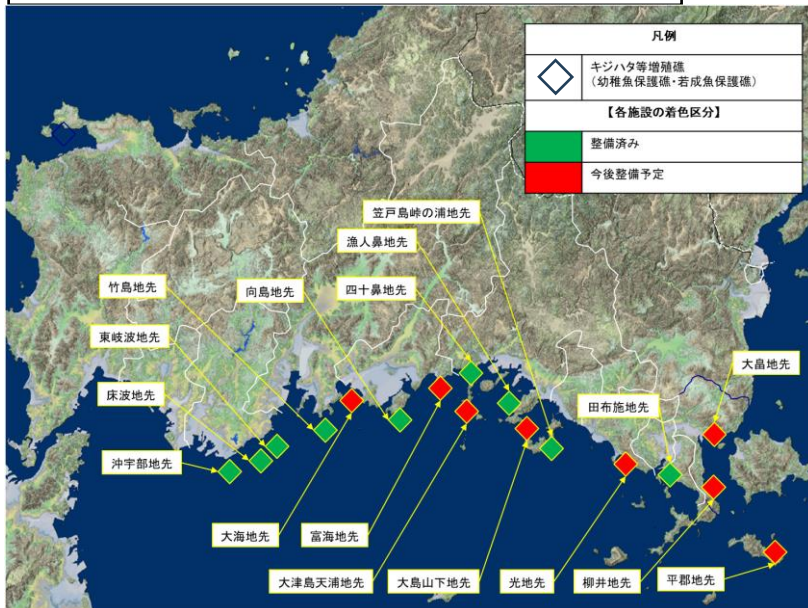 凡例
キジハタ等増殖礁
(幼稚魚保護礁・若成魚保護礁)
【各施設の着色区分】
整備済み
今後整備予定
笠戸島峠の浦地先
漁人鼻地先
四十鼻地先
向島地先
竹島地先
東岐波地先
床波地先
沖宇部地先
大畠地先
田布施地先
大海地先
富海地先
大津島天浦地先
大島山下地先
光地先
柳井地先
平郡地先